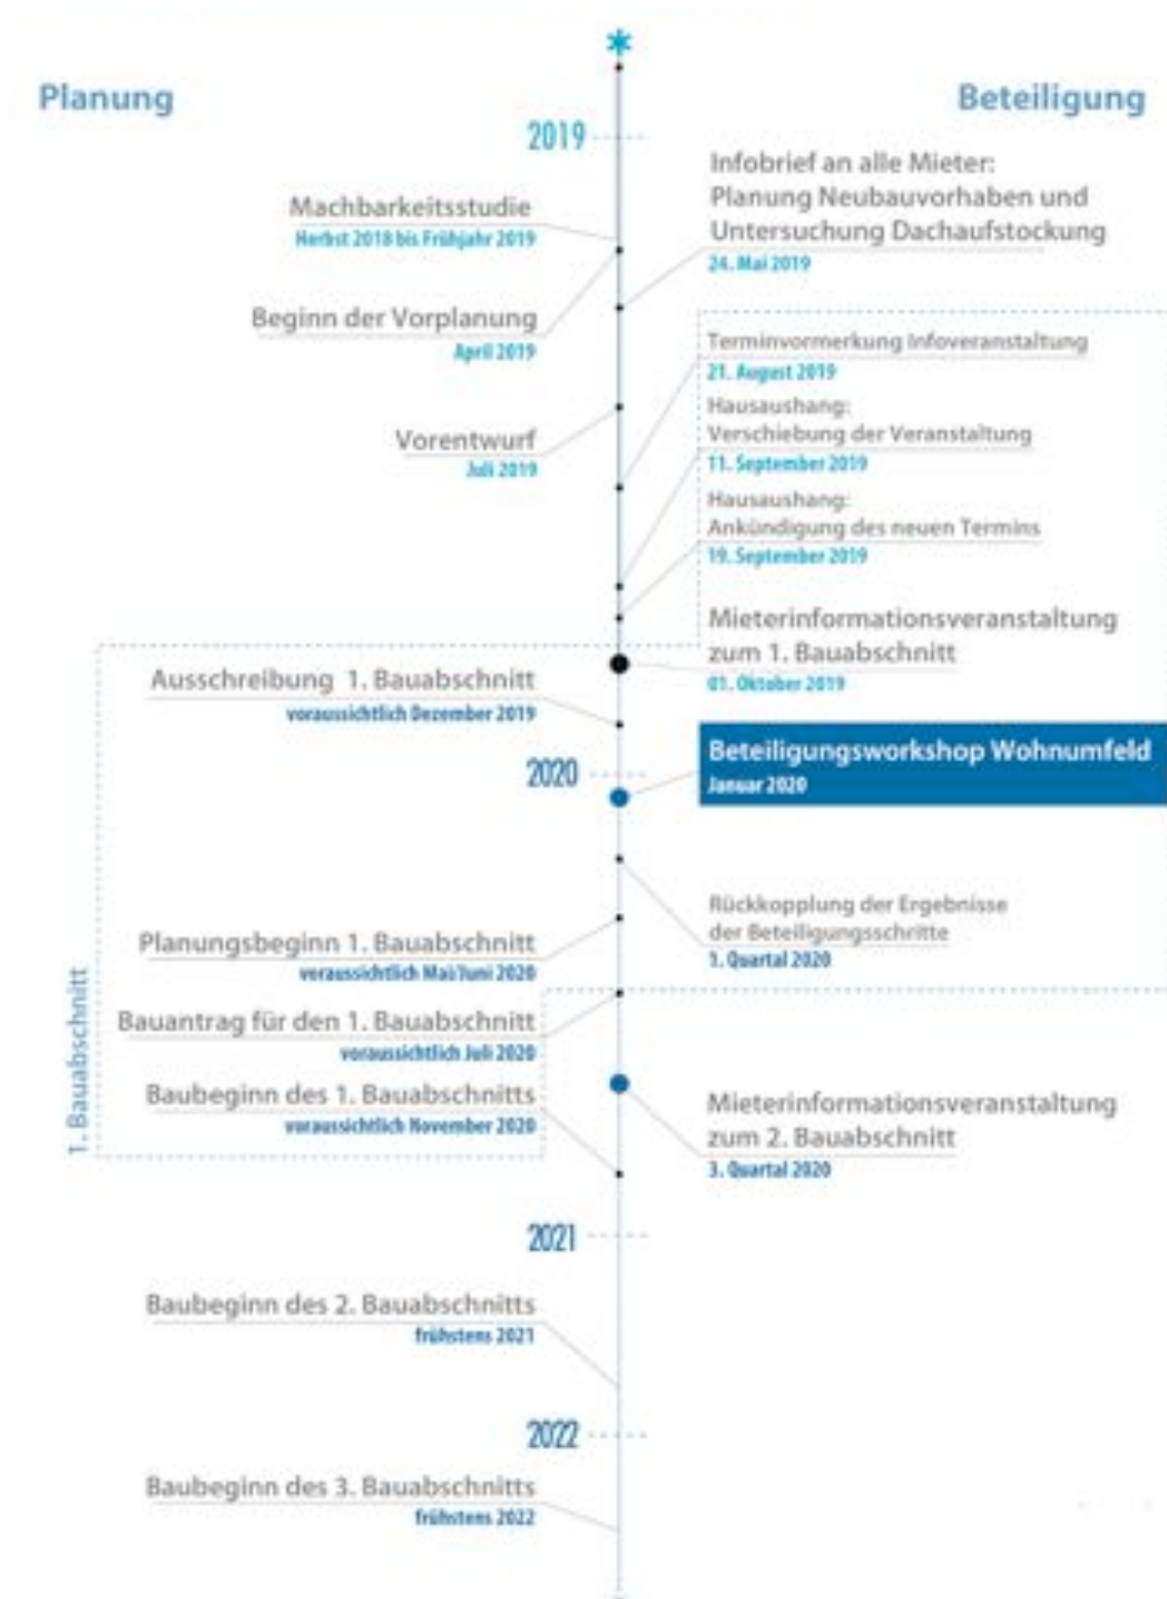 Planung
Beteiligung
2019
Infobrief an alle Mieter:
Planung Neubauvorhaben und
Untersuchung Dachaufstockung
24. Mai 2019
Machbarkeitsstudie
Herbst 2018 bis Frühjahr 2019
Beginn der Vorplanung
April 2019
Terminvormerkung Infoveranstaltung
21. August 2019
Hausaushang:
Verschiebung der Veranstaltung
11. September 2019
Vorentwurf
Juli 2019
Hausaushang:
Ankündigung des neuen Termins
19. September 2019
Mieterinformationsveranstaltung
zum 1. Bauabschnitt
01. Oktober 2019
Ausschreibung 1. Bauabschnitt
voraussichtlich Dezember 2019
2020
Beteiligungsworkshop Wohnumfeld
Januar 2020
Rückkopplung der Ergebnisse
der Beteiligungsschritte
1. Quartal 2020
Planungsbeginn 1. Bauabschnitt
voraussichtlich Mai/Juni 2020
1. Bauabschnitt
Bauantrag für den 1. Bauabschnitt
voraussichtlich Juli 2020
Baubeginn des 1. Bauabschnitts
voraussichtlich November 2020
Mieterinformationsveranstaltung
zum 2. Bauabschnitt
3. Quartal 2020
2021
Baubeginn des 2. Bauabschnitts
frühstens 2021
2022
Baubeginn des 3. Bauabschnitts
frühstens 2022